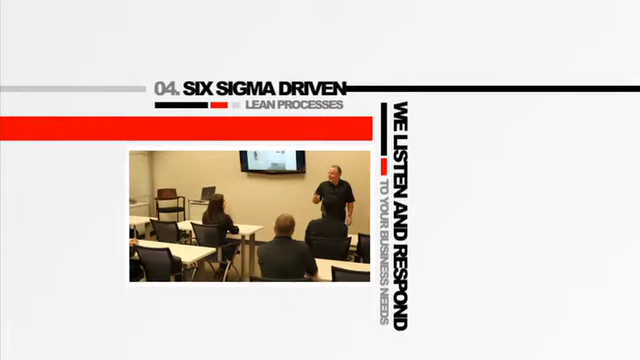 04. SIX SIGMA DRIVEN
LEAN PROCESSES
WE LISTEN AND RESPOND
TO YOUR BUSINESS NEEDS